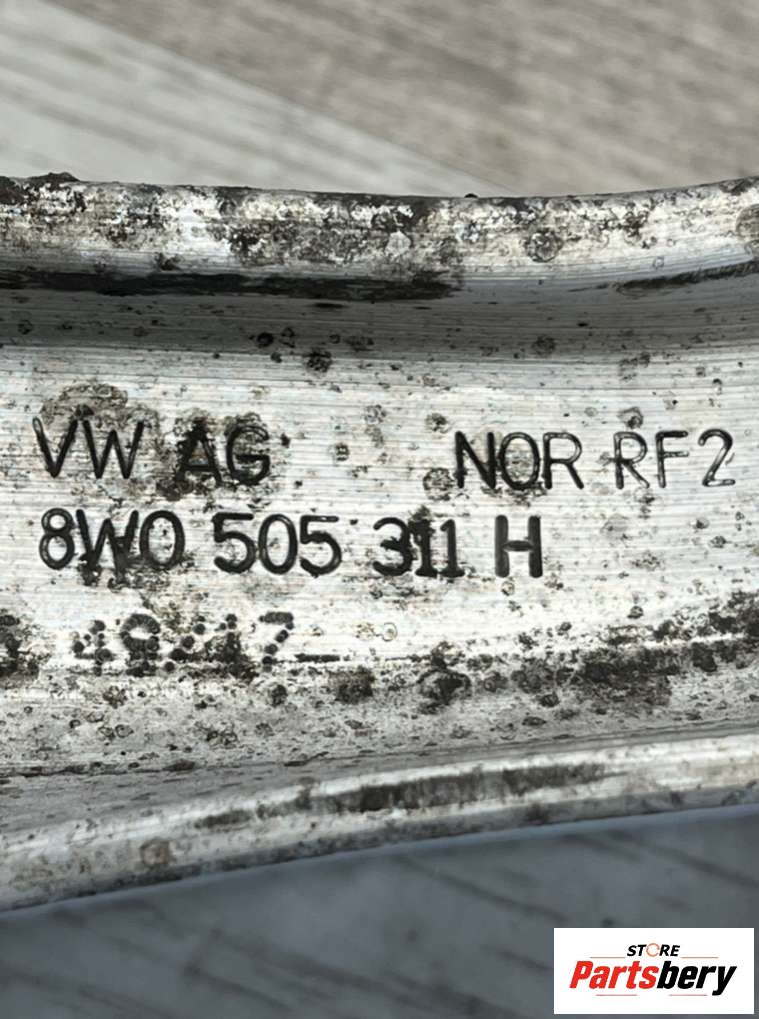 VW AG NOR RF2
8W0 505 311 H
STORE
Partsbery